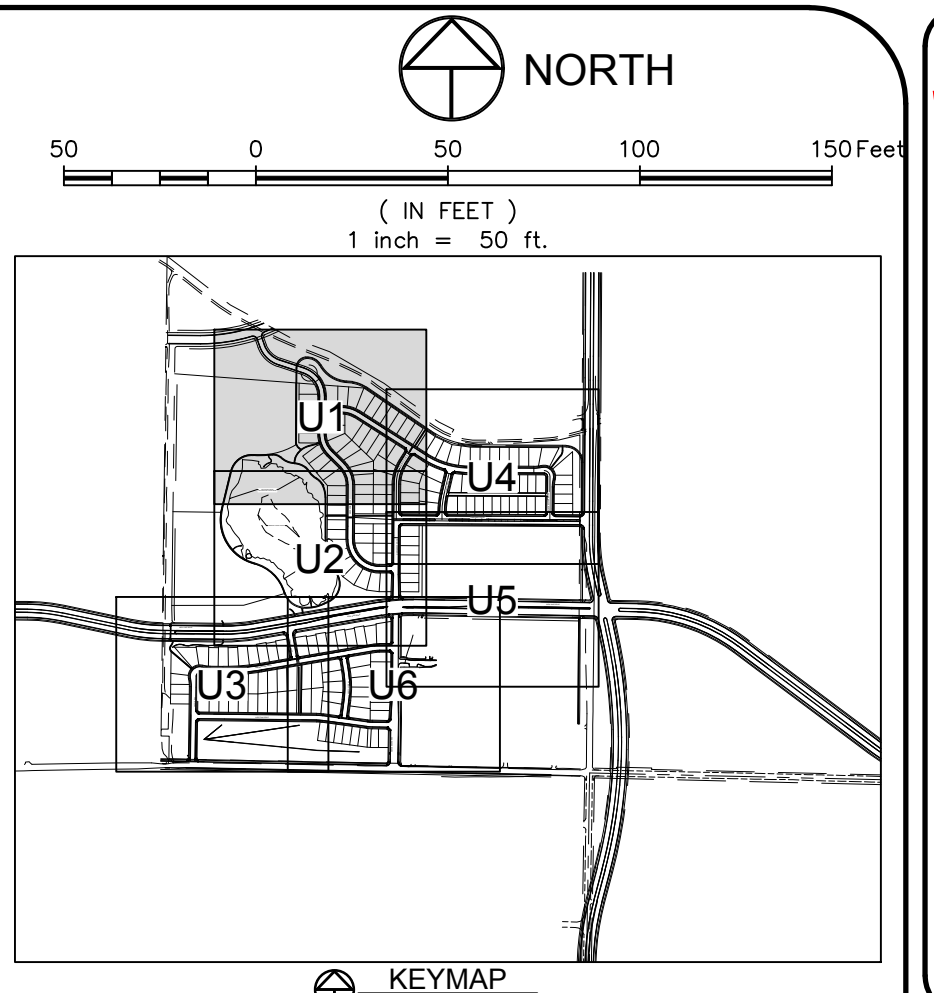 NORTH
50 0 50 100 150 Feet
( IN FEET )
1 inch = 50 ft.
U1
U4
U2
U5
U3 U6
KEYMAP